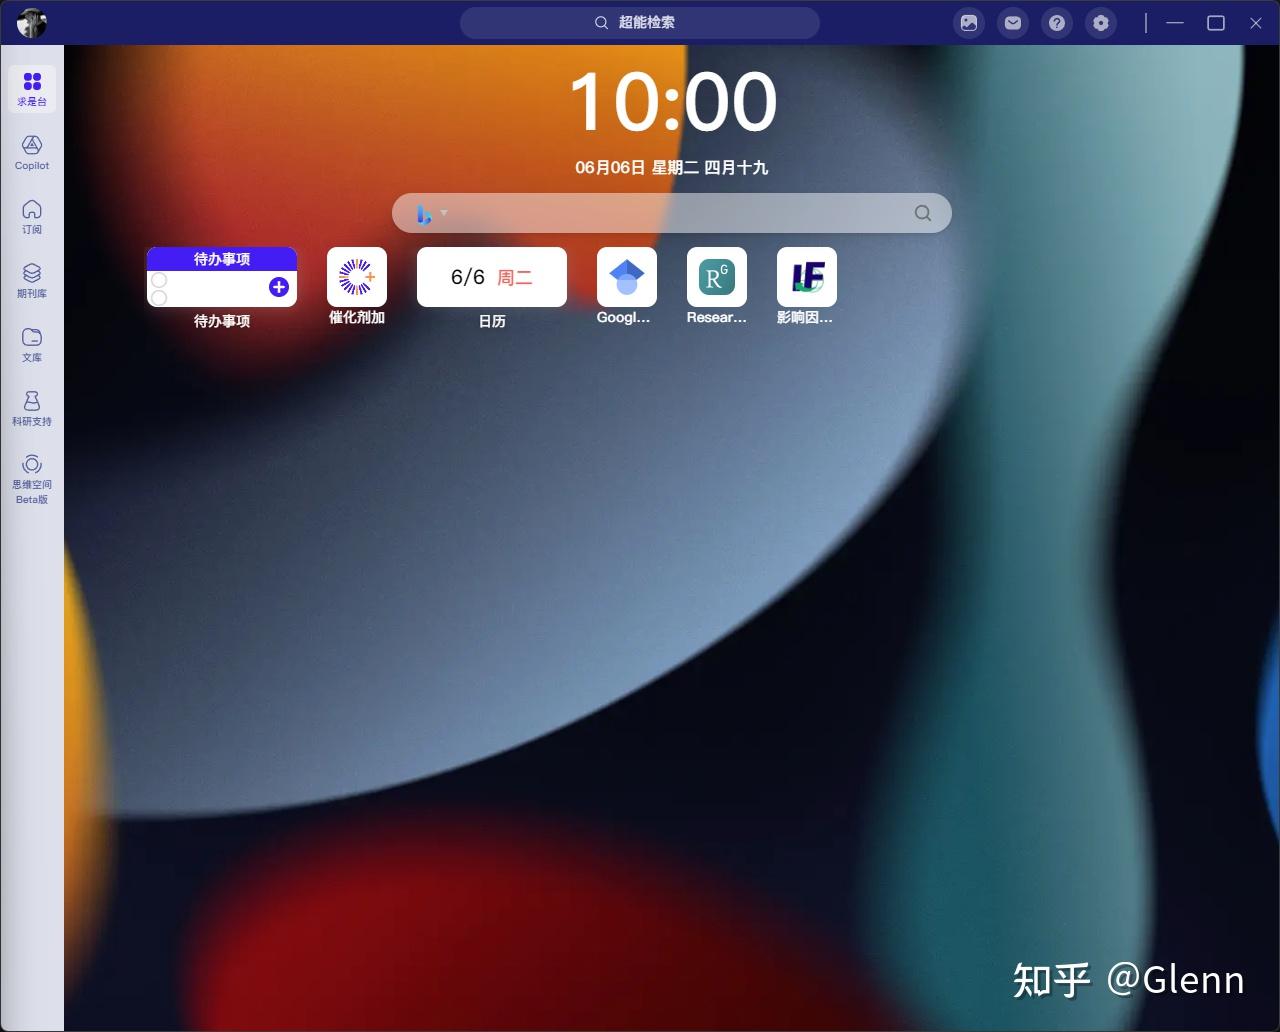 超能检索
求是台
Copilot
订阅
期刊库
文库
科研支持
思维空间
Beta版
10:00
06月06日 星期二 四月十九
待办事项
6/6 周二
R G
IF
待办事项
催化剂加
日历
Googl...
Resear...
影响因...
知乎 @Glenn